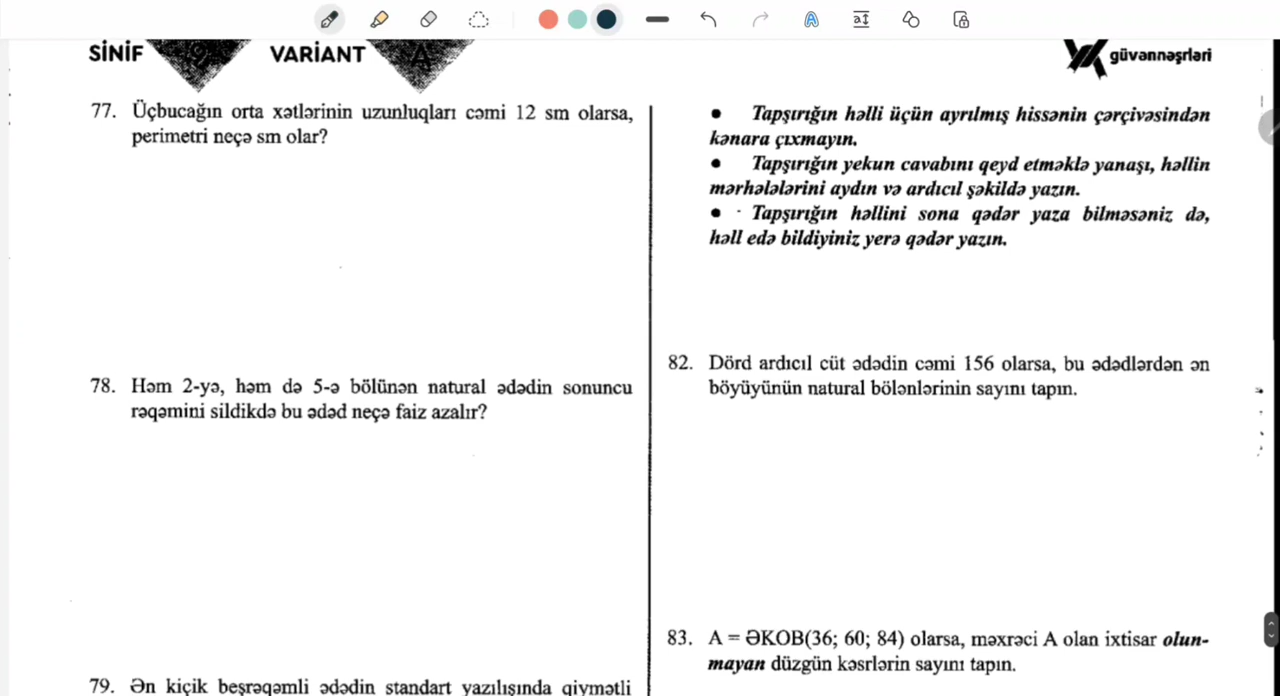 SİNİF
VARİANT
güvənnəşrləri
77. Üçbucağın orta xətlərinin uzunluqları cəmi 12 sm olarsa,
perimetri neçə sm olar?
78. Həm 2-yə, həm də 5-ə bölünən natural ədədin sonuncu
rəqəmini sildikdə bu ədəd neçə faiz azalır?
79. Ən kiçik beşrəqəmli ədədin standart yazılışında qiymətli
• Tapşırığın həlli üçün ayrılmış hissənin çərçivəsindən
kənara çıxmayın.
• Tapşırığın yekun cavabını qeyd etməklə yanaşı, həllin
mərhələlərini aydın və ardıcıl şəkildə yazın.
• Tapşırığın həllini sona qədər yaza bilməsəniz də,
həll edə bildiyiniz yerə qədər yazın.
82. Dörd ardıcıl cüt ədədin cəmi 156 olarsa, bu ədədlərdən ən
böyüyünün natural bölənlərinin sayını tapın.
83. A = ƏKOB(36; 60; 84) olarsa, məxrəci A olan ixtisar olun-
mayan düzgün kəsrlərin sayını tapın.